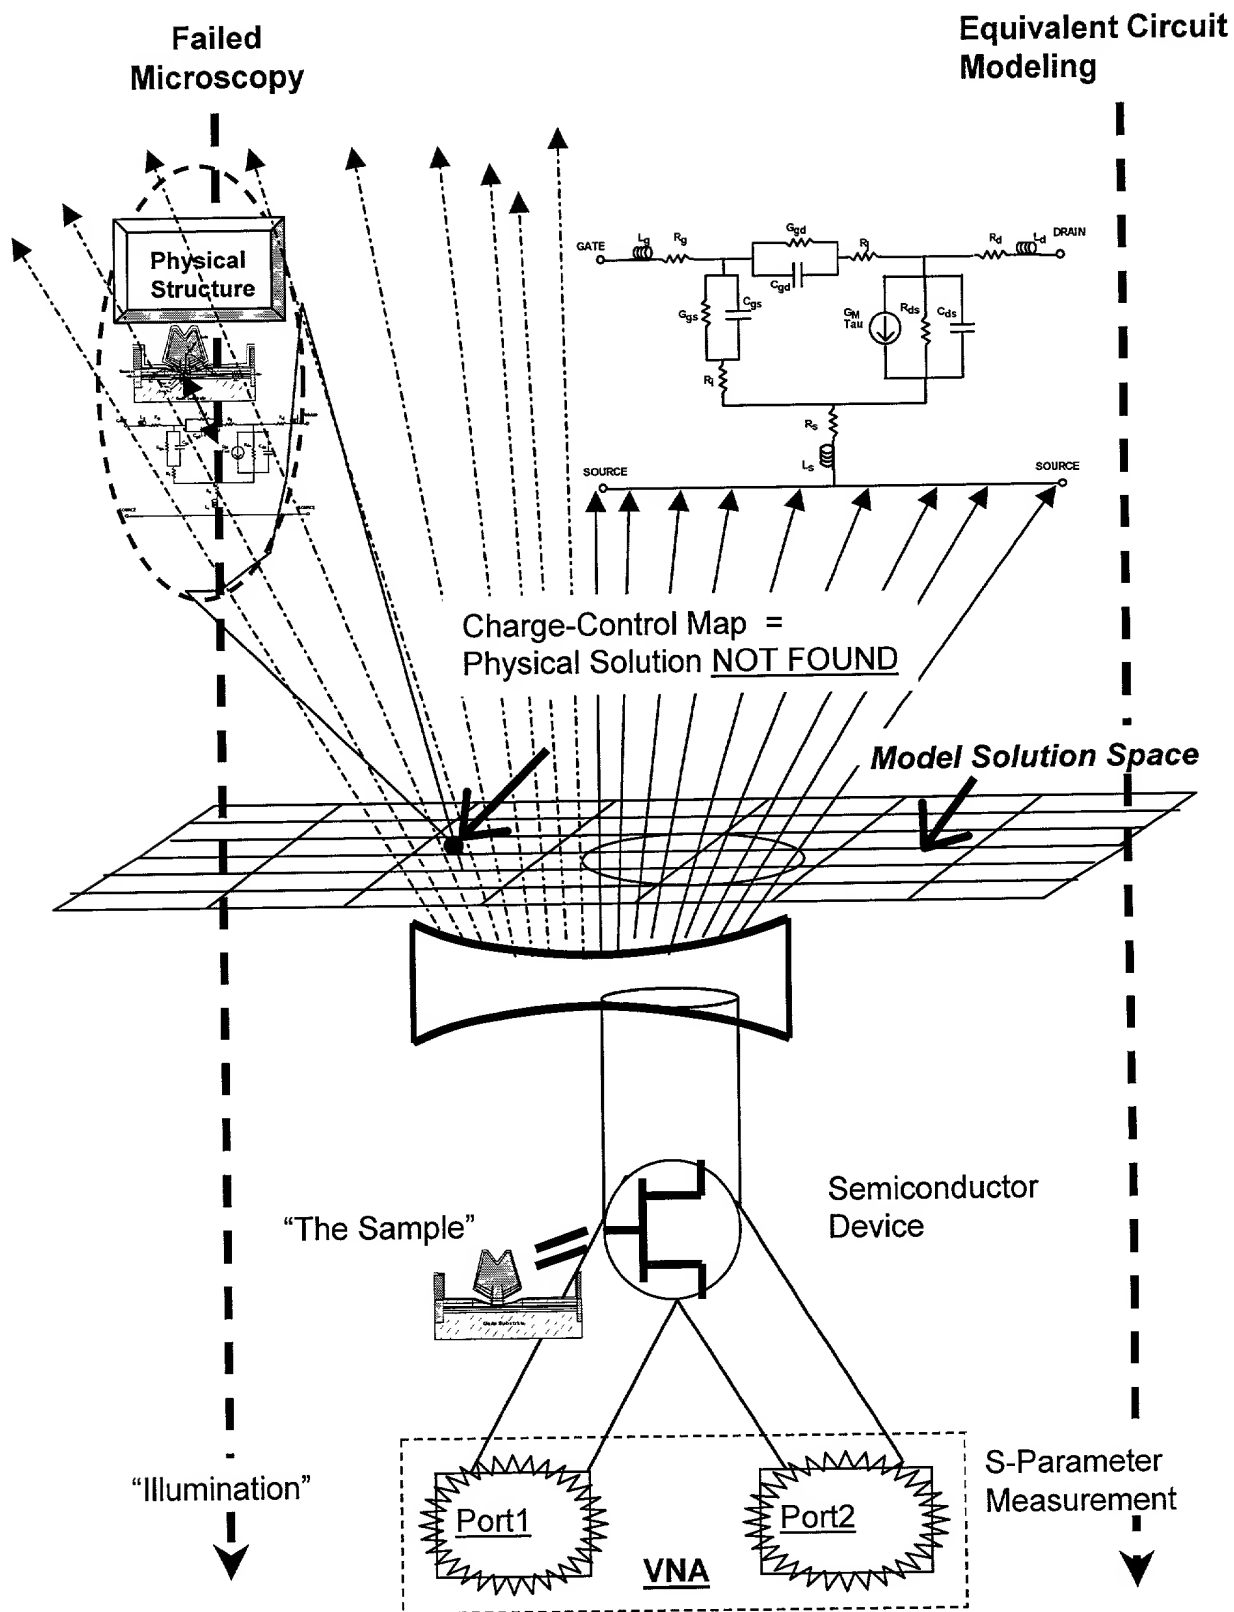 Failed
Microscopy
Equivalent Circuit
Modeling
Physical
Structure
GATE
Lg
Rg
Ggd
Cgd
Rj
Rd
Ld
DRAIN
Ggs
Cgs
Ri
GM
Tau
Rds
Cds
Rs
Ls
SOURCE
SOURCE
Charge-Control Map =
Physical Solution NOT FOUND
Model Solution Space
"The Sample"
Semiconductor
Device
"Illumination"
S-Parameter
Measurement
Port1
Port2
VNA